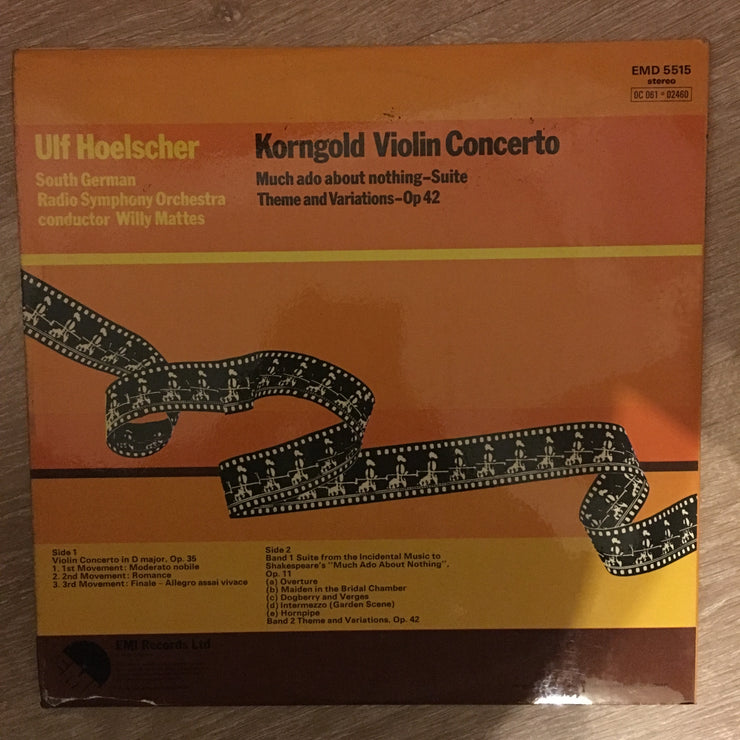 EMD 5515
stereo
0C 061 = 02460
Ulf Hoelscher
South German
Radio Symphony Orchestra
conductor Willy Mattes
Korngold Violin Concerto
Much ado about nothing–Suite
Theme and Variations–Op 42
Side 1
Violin Concerto in D major, Op. 35
1. 1st Movement: Moderato nobile
2. 2nd Movement: Romance
3. 3rd Movement: Finale – Allegro assai vivace
Side 2
Band 1 Suite from the Incidental Music to
Shakespeare's "Much Ado About Nothing",
Op. 11
(a) Overture
(b) Maiden in the Bridal Chamber
(c) Dogberry and Verges
(d) Intermezzo (Garden Scene)
(e) Hornpipe
Band 2 Theme and Variations, Op. 42
EMI Records Ltd